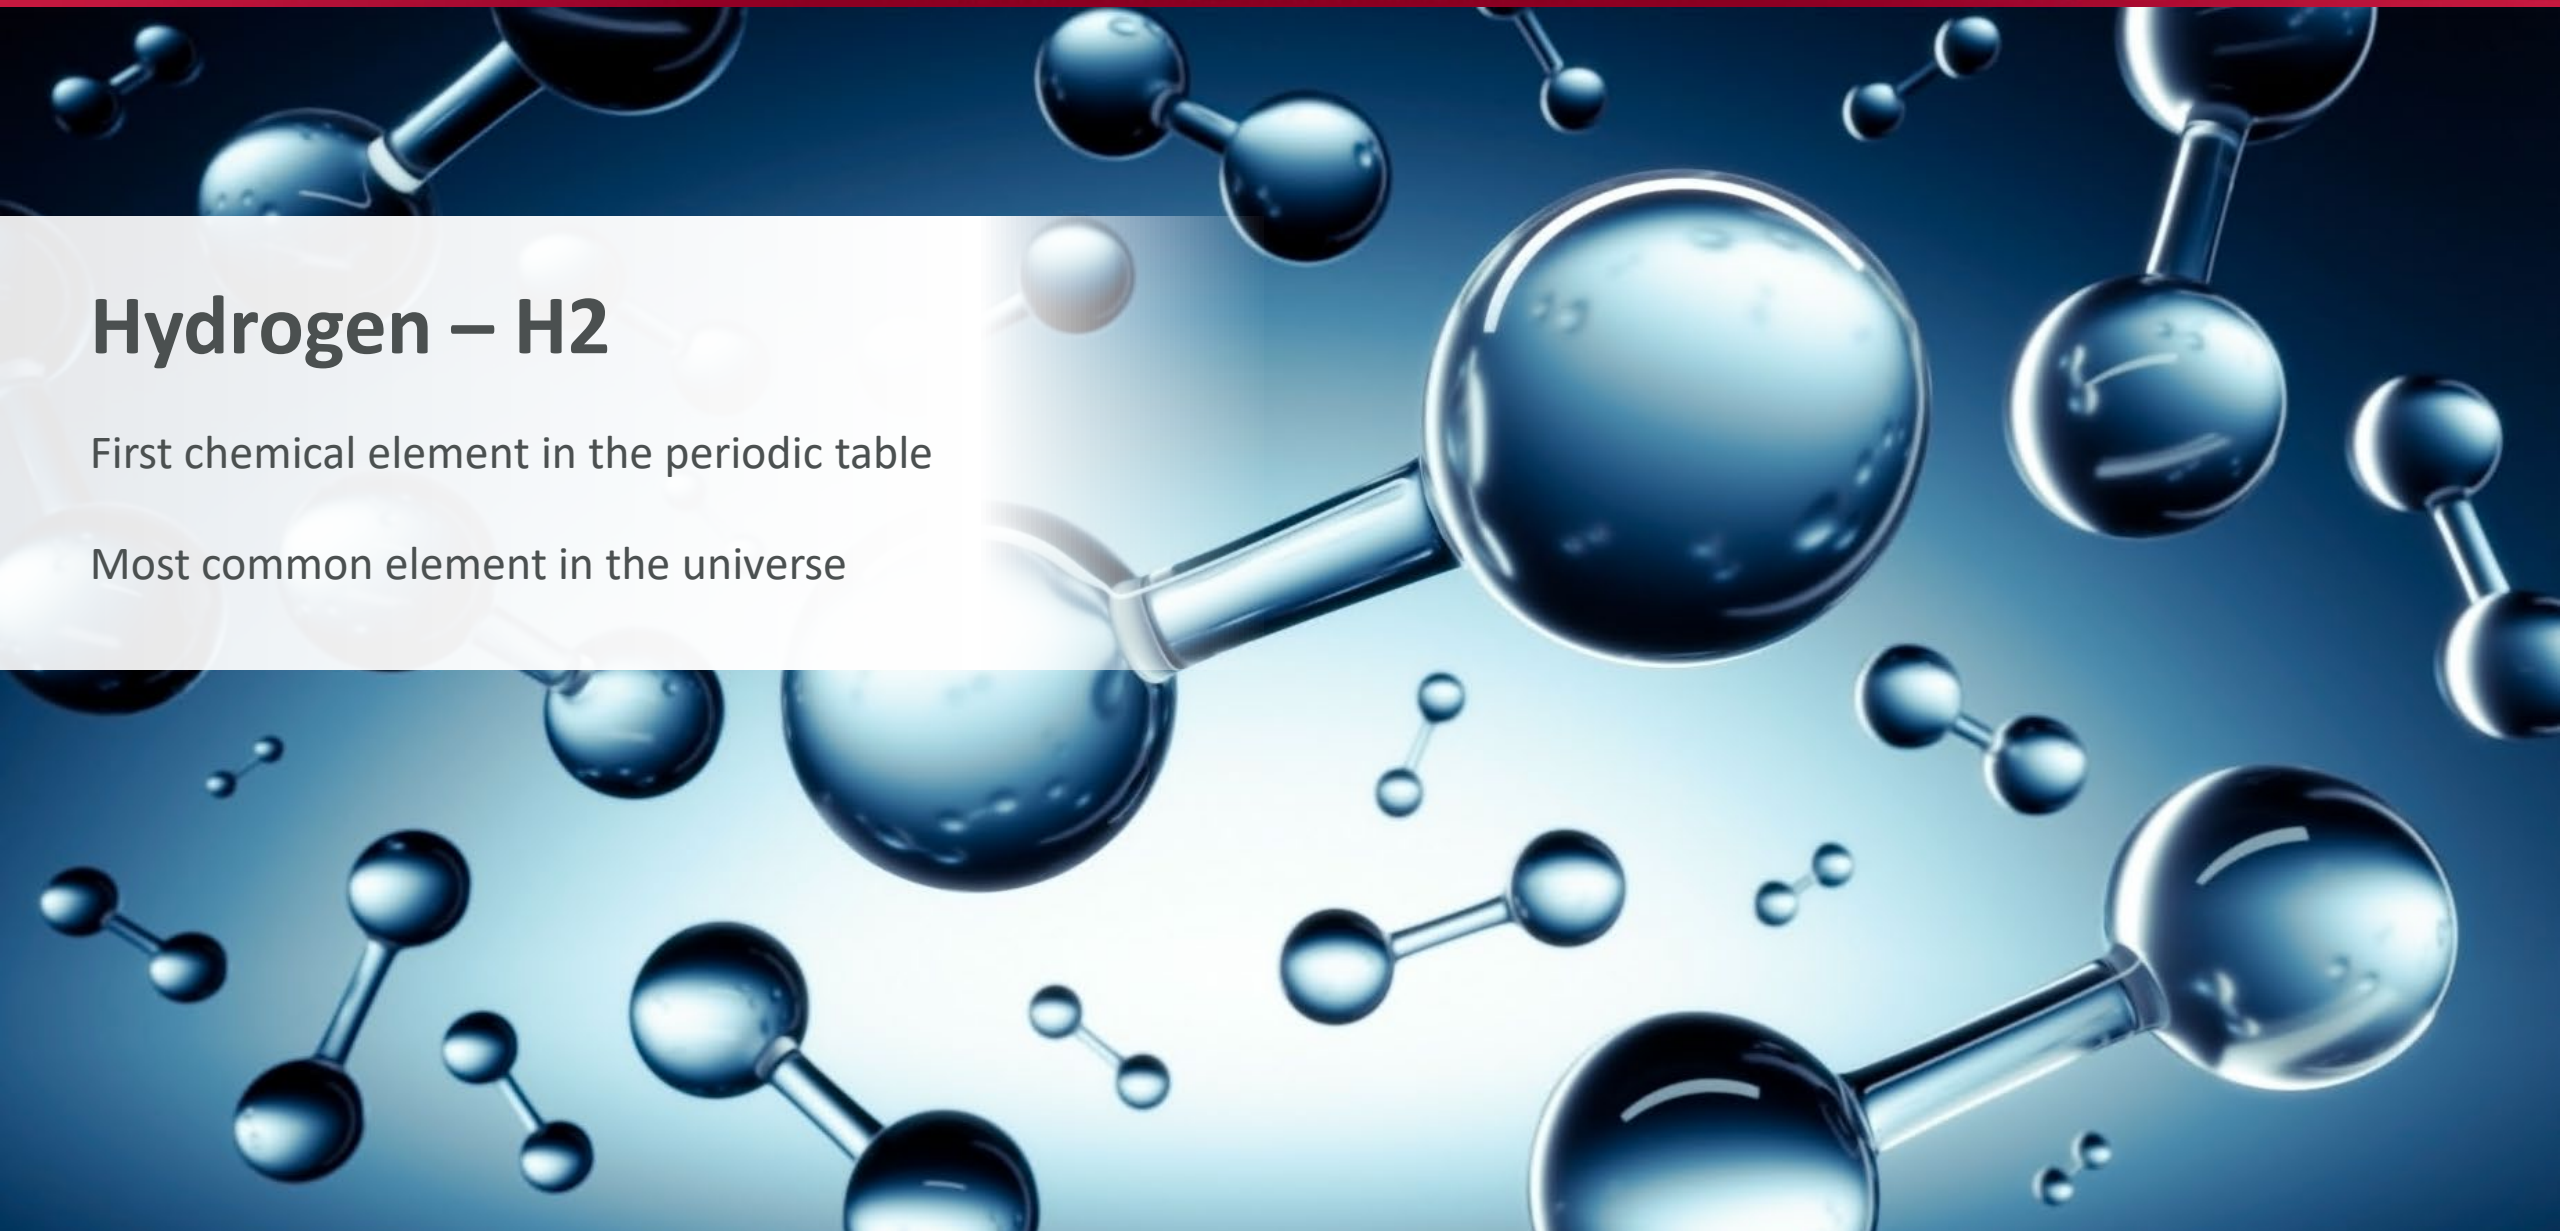 Hydrogen – H2
First chemical element in the periodic table
Most common element in the universe